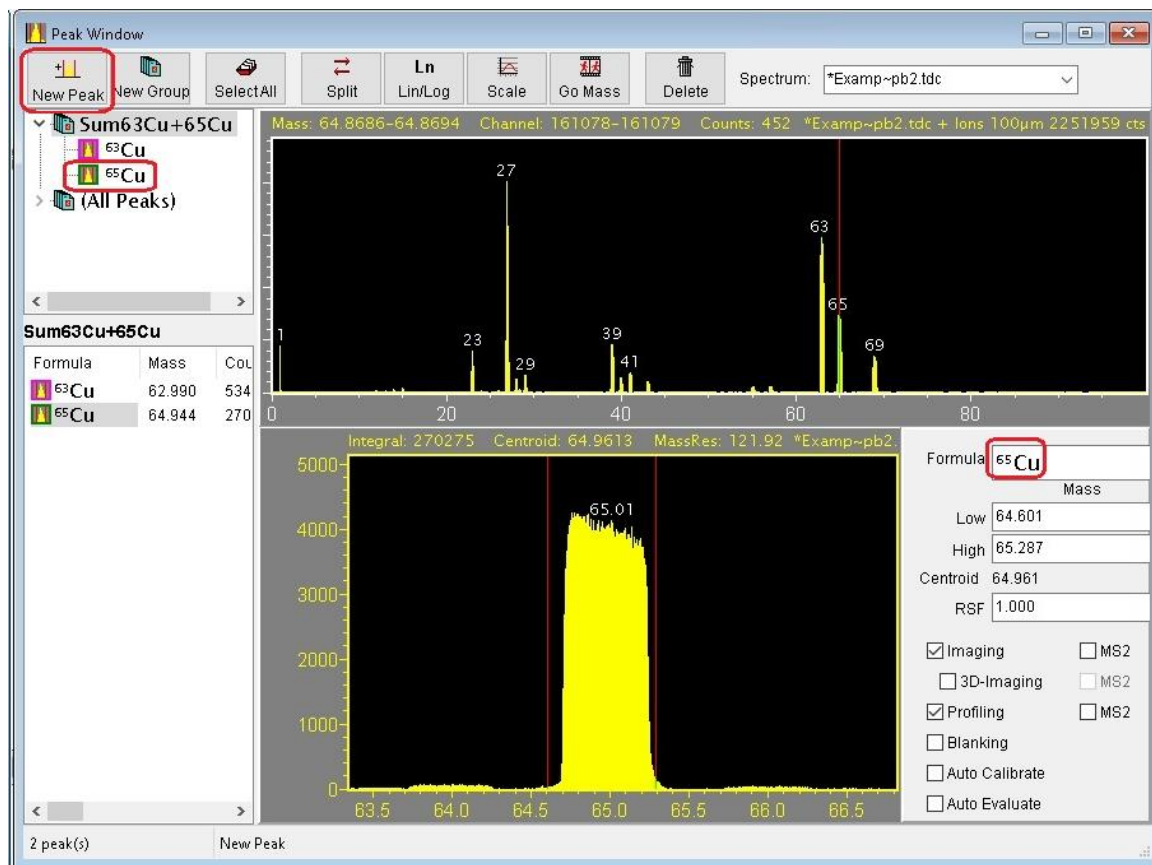 Peak Window
New Peak
New Group
Select All
Split
Ln
Lin/Log
Scale
Go Mass
Delete
Spectrum: *Examp~pb2.tdc
Sum63Cu+65Cu
⁶³Cu
⁶⁵Cu
(All Peaks)
Mass: 64.8686-64.8694 Channel: 161078-161079 Counts: 452 *Examp~pb2.tdc + Ions 100µm 2251959 cts
27
63
65
1
23
39
29
41
69
0 20 40 60 80
Sum63Cu+65Cu
Formula Mass Cou
⁶³Cu 62.990 534
⁶⁵Cu 64.944 270
Integral: 270275 Centroid: 64.9613 MassRes: 121.92 *Examp~pb2.
5000
65.01
4000
3000
2000
1000
0
63.5 64.0 64.5 65.0 65.5 66.0 66.5
Formula ⁶⁵Cu
Mass
Low 64.601
High 65.287
Centroid 64.961
RSF 1.000
Imaging MS2
3D-Imaging MS2
Profiling MS2
Blanking
Auto Calibrate
Auto Evaluate
2 peak(s) New Peak